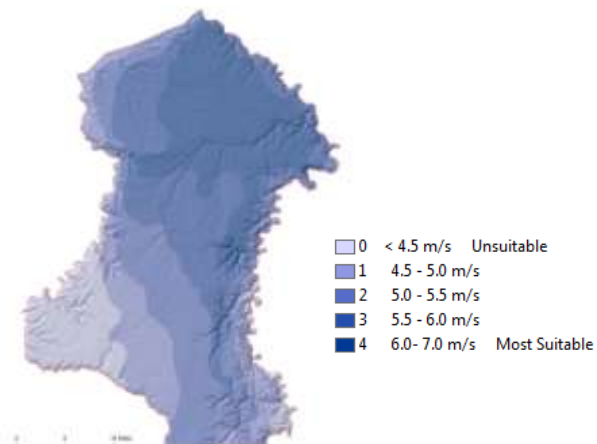 0 < 4.5 m/s Unsuitable
1 4.5 - 5.0 m/s
2 5.0 - 5.5 m/s
3 5.5 - 6.0 m/s
4 6.0- 7.0 m/s Most Suitable